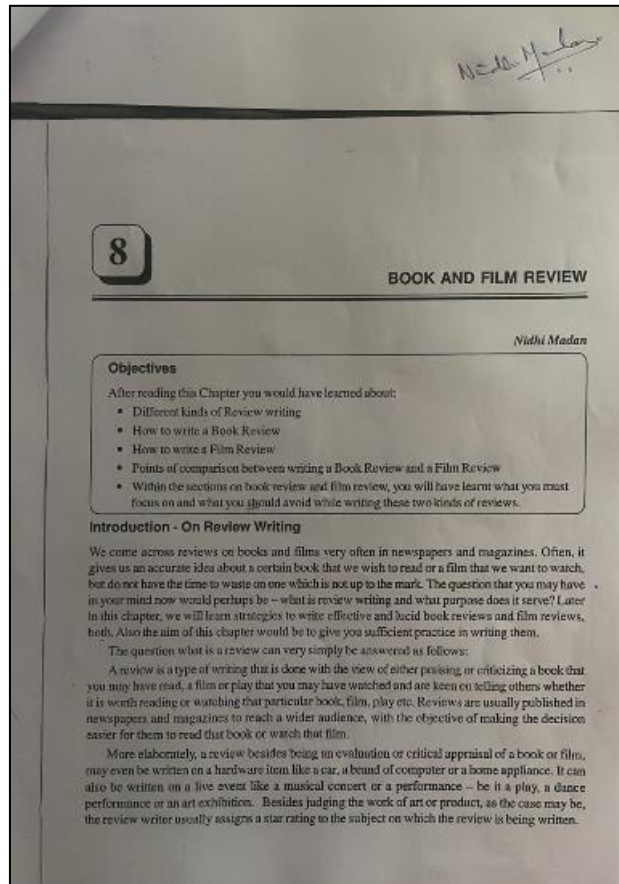 Nidhi Madan
8
BOOK AND FILM REVIEW
Nidhi Madan
Objectives
After reading this Chapter you would have learned about:
• Different kinds of Review writing
• How to write a Book Review
• How to write a Film Review
• Points of comparison between writing a Book Review and a Film Review
• Within the sections on book review and film review, you will have learnt what you must
focus on and what you should avoid while writing these two kinds of reviews.
Introduction - On Review Writing
We come across reviews on books and films very often in newspapers and magazines. Often, it
gives us an accurate idea about a certain book that we wish to read or a film that we want to watch,
but do not have the time to waste on one which is not up to the mark. The question that you may have
in your mind now would perhaps be – what is review writing and what purpose does it serve? Later
in this chapter, we will learn strategies to write effective and lucid book reviews and film reviews,
both. Also the aim of this chapter would be to give you sufficient practice in writing them.
The question what is a review can very simply be answered as follows:
A review is a type of writing that is done with the view of either praising or criticizing a book that
you may have read, a film or play that you may have watched and are keen on telling others whether
it is worth reading or watching that particular book, film, play etc. Reviews are usually published in
newspapers and magazines to reach a wider audience, with the objective of making the decision
easier for them to read that book or watch that film.
More elaborately, a review besides being an evaluation or critical appraisal of a book or film,
may even be written on a hardware item like a car, a brand of computer or a home appliance. It can
also be written on a live event like a musical concert or a performance – be it a play, a dance
performance or an art exhibition. Besides judging the work of art or product, as the case may be,
the review writer usually assigns a star rating to the subject on which the review is being written.